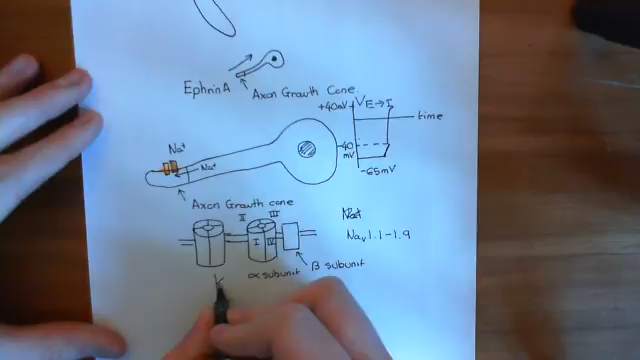 EphrinA
Axon Growth Cone
+40mV
V
E→I
time
Na+
Na+
-40
mV
-65mV
Axon Growth cone
II
III
I
IV
Nav1.1-1.9
β subunit
α subunit